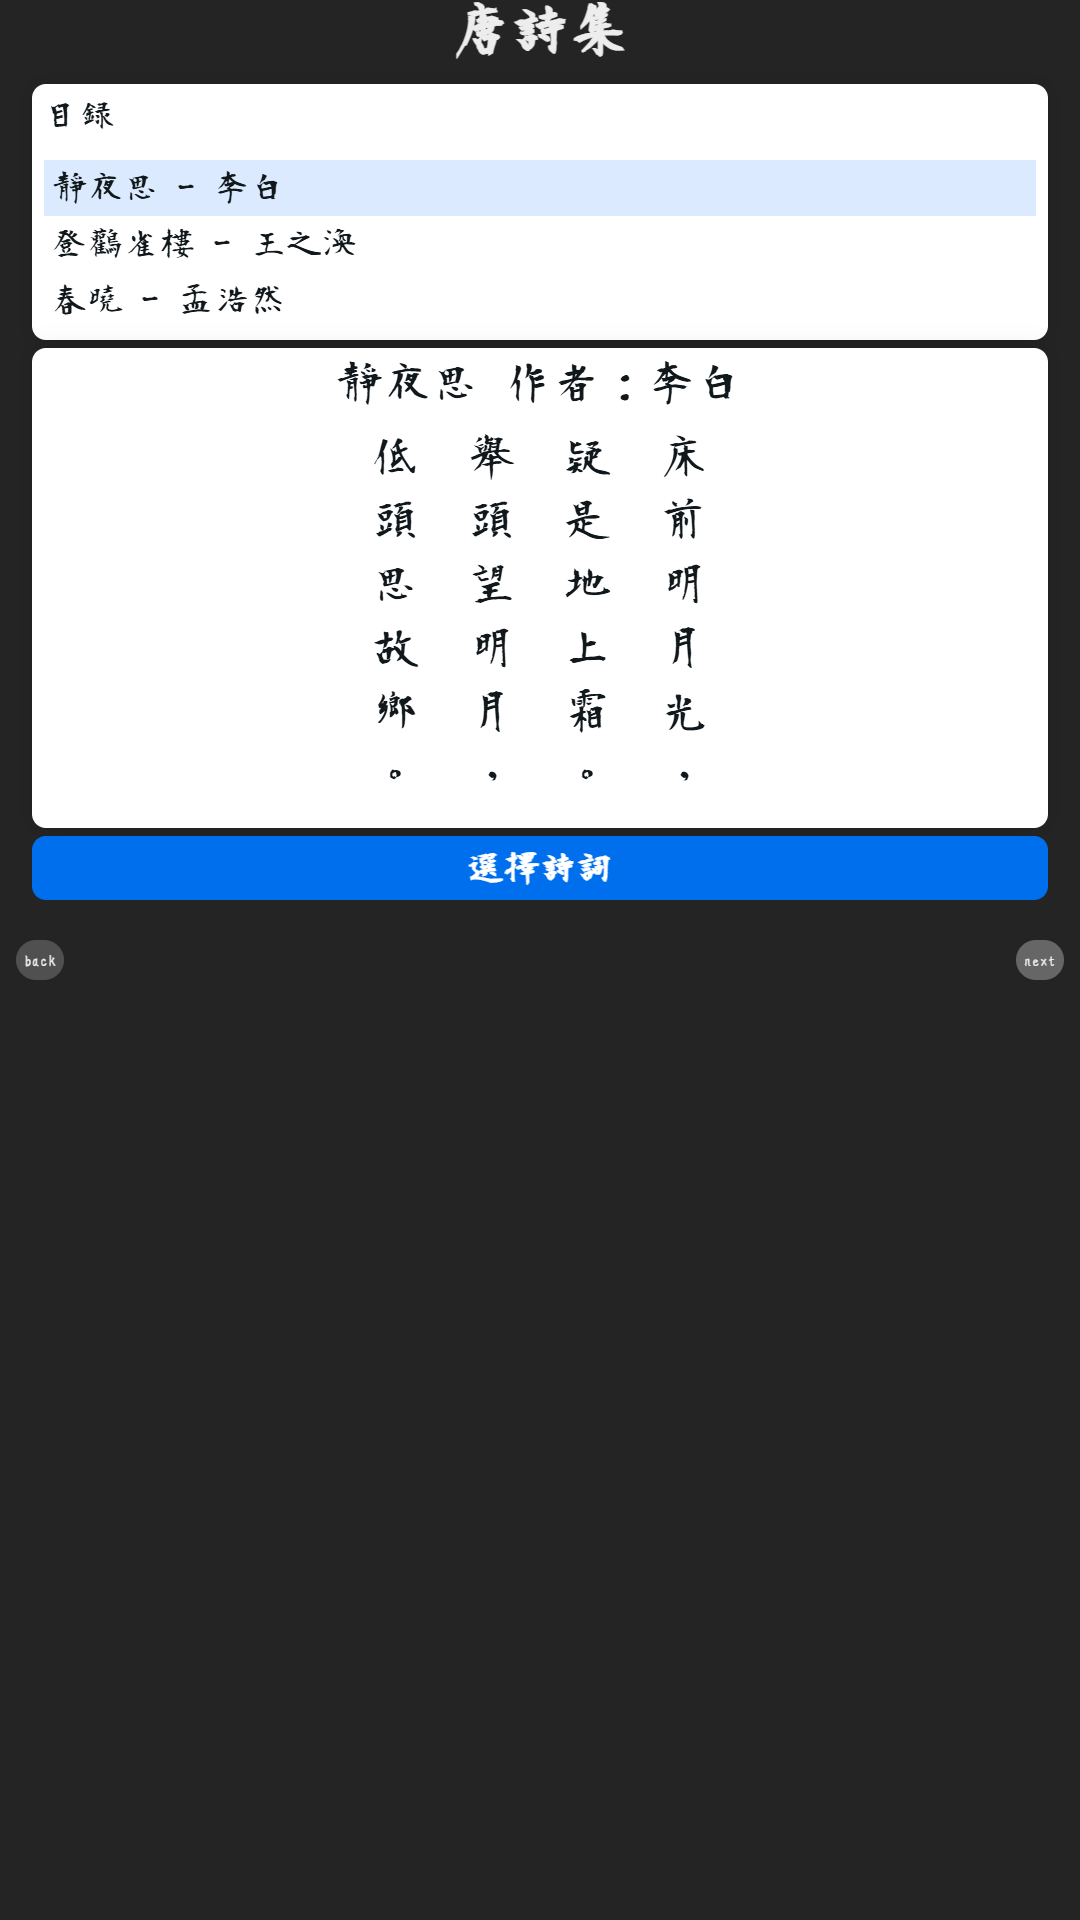 唐詩集
目録
靜夜思 - 李白
登鸛雀樓 - 王之渙
春曉 - 孟浩然
靜夜思 作者：李白
床前明月光，
疑是地上霜。
舉頭望明月，
低頭思故鄉。
選擇詩詞
back
next